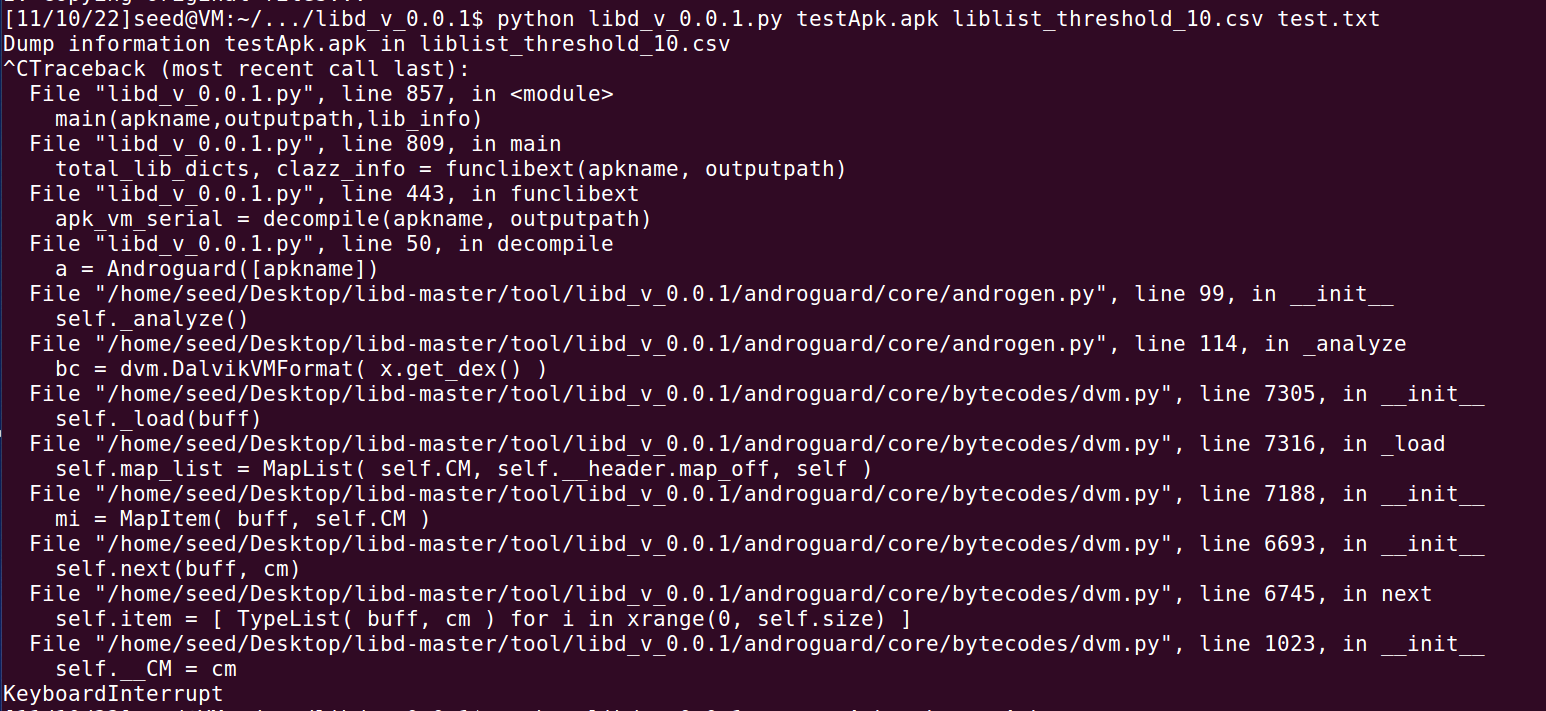 [11/10/22]seed@VM:~/.../libd_v_0.0.1$ python libd_v_0.0.1.py testApk.apk liblist_threshold_10.csv test.txt
Dump information testApk.apk in liblist_threshold_10.csv
^CTraceback (most recent call last):
  File "libd_v_0.0.1.py", line 857, in <module>
    main(apkname,outputpath,lib_info)
  File "libd_v_0.0.1.py", line 809, in main
    total_lib_dicts, clazz_info = funclibext(apkname, outputpath)
  File "libd_v_0.0.1.py", line 443, in funclibext
    apk_vm_serial = decompile(apkname, outputpath)
  File "libd_v_0.0.1.py", line 50, in decompile
    a = Androguard([apkname])
  File "/home/seed/Desktop/libd-master/tool/libd_v_0.0.1/androguard/core/androgen.py", line 99, in __init__
    self._analyze()
  File "/home/seed/Desktop/libd-master/tool/libd_v_0.0.1/androguard/core/androgen.py", line 114, in _analyze
    bc = dvm.DalvikVMFormat( x.get_dex() )
  File "/home/seed/Desktop/libd-master/tool/libd_v_0.0.1/androguard/core/bytecodes/dvm.py", line 7305, in __init__
    self._load(buff)
  File "/home/seed/Desktop/libd-master/tool/libd_v_0.0.1/androguard/core/bytecodes/dvm.py", line 7316, in _load
    self.map_list = MapList( self.CM, self.__header.map_off, self )
  File "/home/seed/Desktop/libd-master/tool/libd_v_0.0.1/androguard/core/bytecodes/dvm.py", line 7188, in __init__
    mi = MapItem( buff, self.CM )
  File "/home/seed/Desktop/libd-master/tool/libd_v_0.0.1/androguard/core/bytecodes/dvm.py", line 6693, in __init__
    self.next(buff, cm)
  File "/home/seed/Desktop/libd-master/tool/libd_v_0.0.1/androguard/core/bytecodes/dvm.py", line 6745, in next
    self.item = [ TypeList( buff, cm ) for i in xrange(0, self.size) ]
  File "/home/seed/Desktop/libd-master/tool/libd_v_0.0.1/androguard/core/bytecodes/dvm.py", line 1023, in __init__
    self.__CM = cm
KeyboardInterrupt